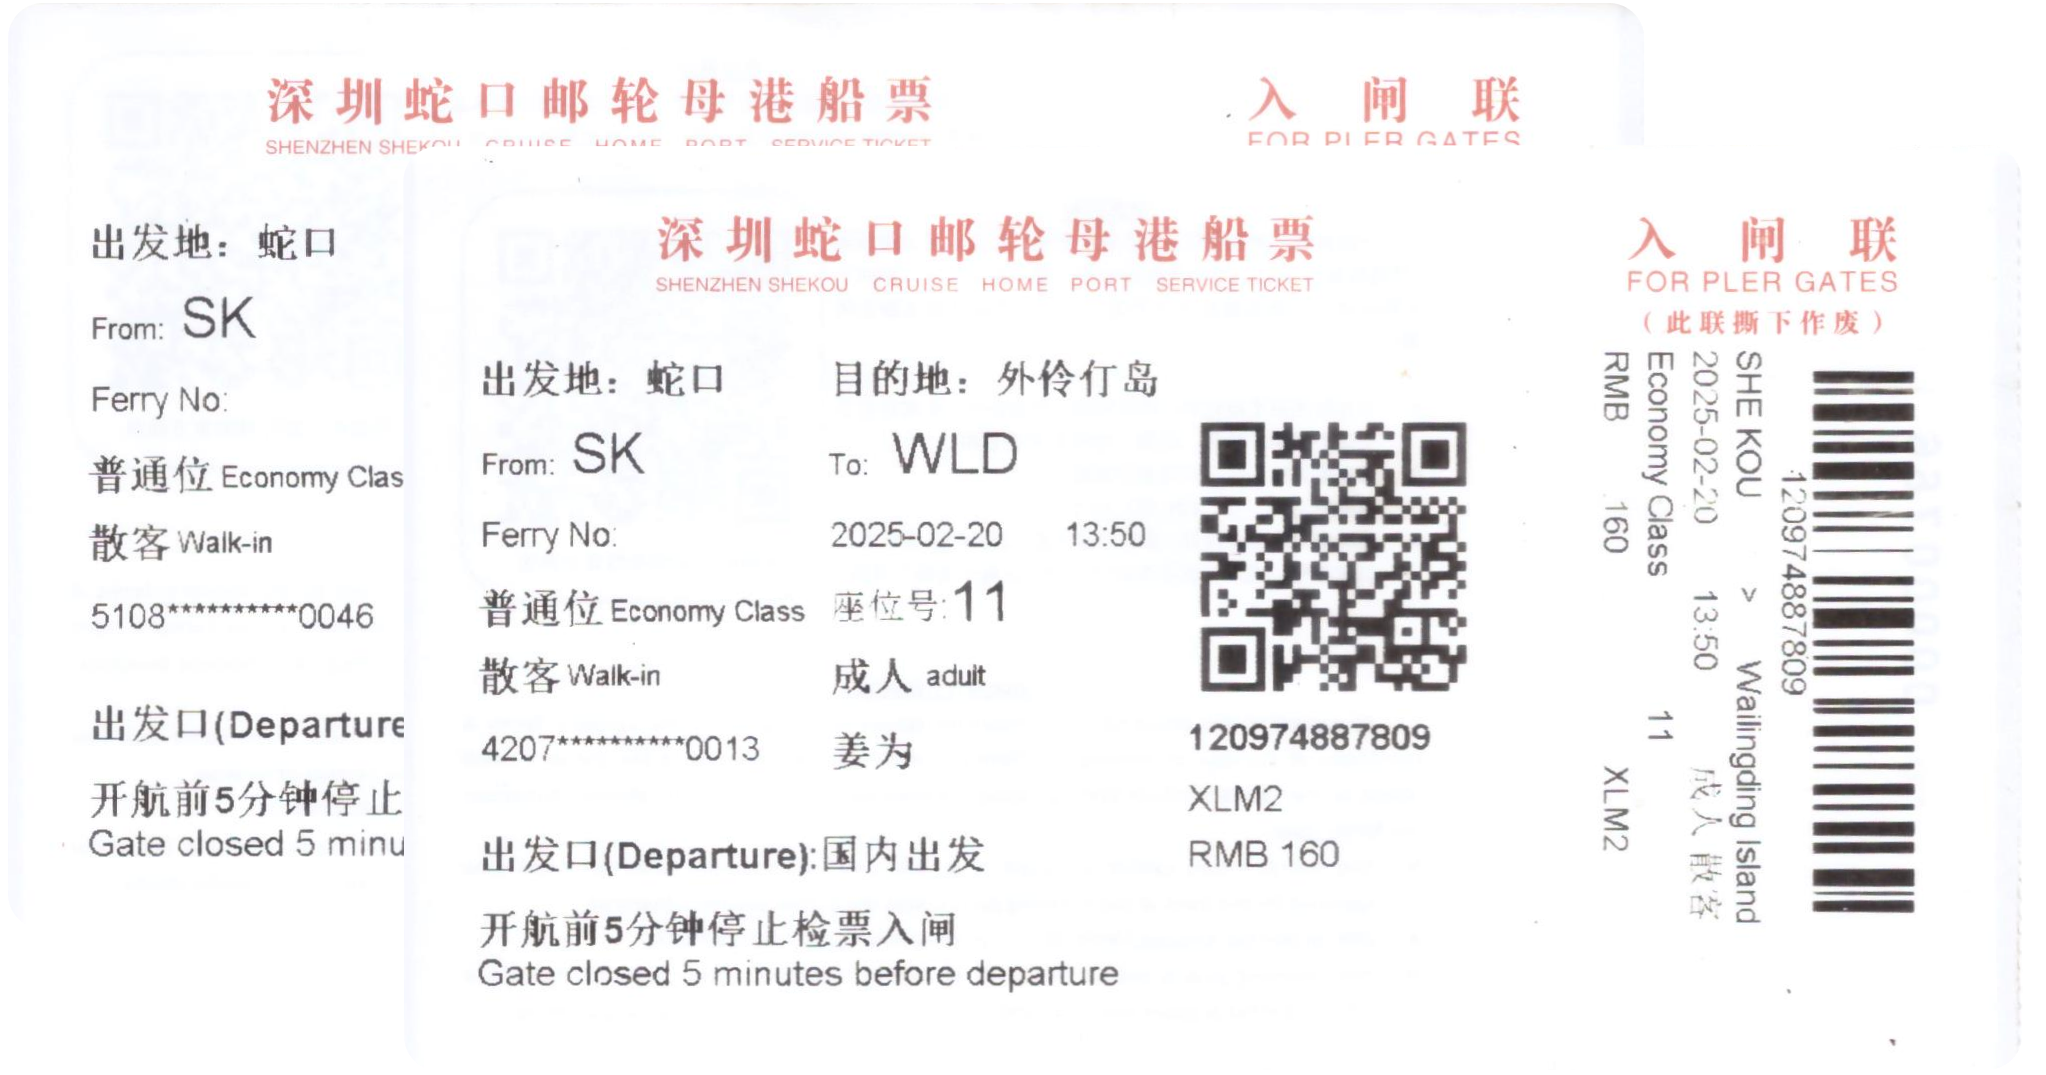 深圳蛇口邮轮母港船票
SHENZHEN SHEKOU CRUISE HOME PORT SERVICE TICKET
入闸联
FOR PLER GATES
出发地：蛇口
From: SK
Ferry No:
普通位 Economy Clas
散客 Walk-in
5108**********0046
出发口(Departure
开航前5分钟停止
Gate closed 5 minu
深圳蛇口邮轮母港船票
SHENZHEN SHEKOU CRUISE HOME PORT SERVICE TICKET
出发地：蛇口 目的地：外伶仃岛
From: SK To: WLD
Ferry No: 2025-02-20 13:50
普通位 Economy Class 座位号:11
散客 Walk-in 成人 adult
4207**********0013 姜为
出发口(Departure):国内出发
开航前5分钟停止检票入闸
Gate closed 5 minutes before departure
120974887809
XLM2
RMB 160
入闸联
FOR PLER GATES
（此联撕下作废）
120974887809
SHE KOU > Wailingding Island
2025-02-20 13:50 成人 散客
Economy Class 11
RMB 160 XLM2